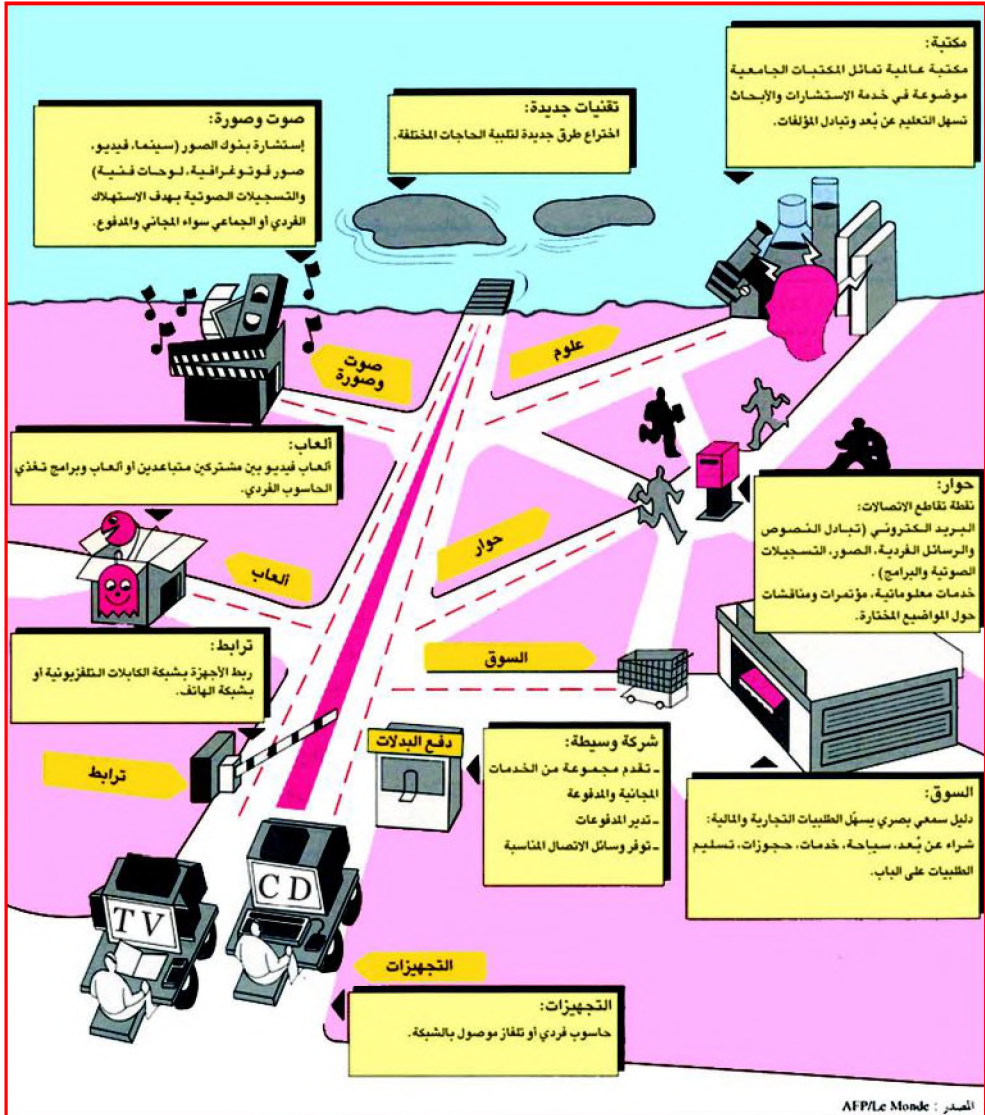 مكتبة:
مكتبة عالمية تماثل المكتبات الجامعية
موضوعة في خدمة الاستشارات والأبحاث
تسهل التعليم عن بُعد وتبادل المؤلفات.
تقنيات جديدة:
اختراع طرق جديدة لتلبية الحاجات المختلفة.
صوت وصورة:
إستشارة بنوك الصور (سينما، فيديو،
صور فوتوغرافية، لوحات فنية)
والتسجيلات الصوتية بهدف الاستهلاك
الفردي أو الجماعي سواء المجاني والمدفوع.
علوم
صوت
وصورة
ألعاب:
ألعاب فيديو بين مشتركين متباعدين أو ألعاب وبرامج تغذي
الحاسوب الفردي.
حوار:
نقطة تقاطع الاتصالات:
البريد الكتروني (تبادل النصوص
والرسائل الفردية، الصور، التسجيلات
الصوتية والبرامج).
خدمات معلوماتية، مؤتمرات ومناقشات
حول المواضيع المختارة.
حوار
ألعاب
ترابط:
ربط الأجهزة بشبكة الكابلات التلفزيونية أو
بشبكة الهاتف.
السوق
دفع البدلات
ترابط
شركة وسيطة:
ـ تقدم مجموعة من الخدمات
المجانية والمدفوعة
ـ تدير المدفوعات
ـ توفر وسائل الاتصال المناسبة
السوق:
دليل سمعي بصري يسهّل الطلبيات التجارية والمالية:
شراء عن بُعد، سياحة، خدمات، حجوزات، تسليم
الطلبيات على الباب.
TV
CD
التجهيزات
التجهيزات:
حاسوب فردي أو تلفاز موصول بالشبكة.
المصدر : AFP/Le Monde